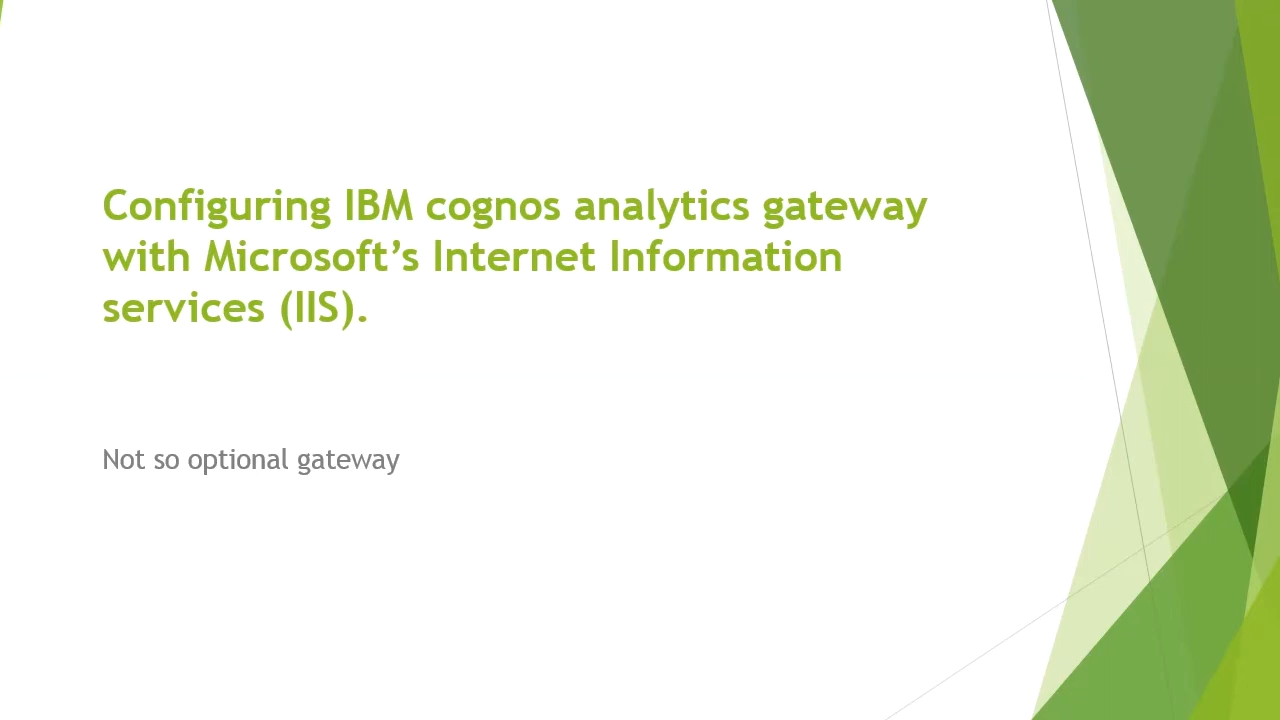 Configuring IBM cognos analytics gateway
with Microsoft’s Internet Information
services (IIS).
Not so optional gateway